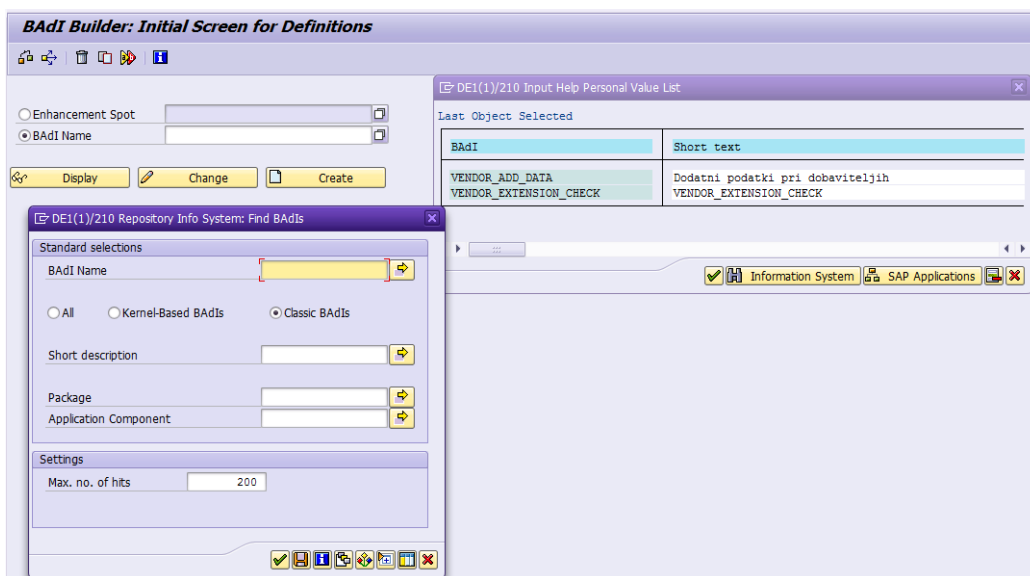 BAdI Builder: Initial Screen for Definitions
Enhancement Spot
BAdI Name
Display Change Create
DE1(1)/210 Input Help Personal Value List
Last Object Selected
BAdI Short text
VENDOR_ADD_DATA Dodatni podatki pri dobaviteljih
VENDOR_EXTENSION_CHECK VENDOR_EXTENSION_CHECK
Information System SAP Applications
DE1(1)/210 Repository Info System: Find BAdIs
Standard selections
BAdI Name
All Kernel-Based BAdIs Classic BAdIs
Short description
Package
Application Component
Settings
Max. no. of hits 200